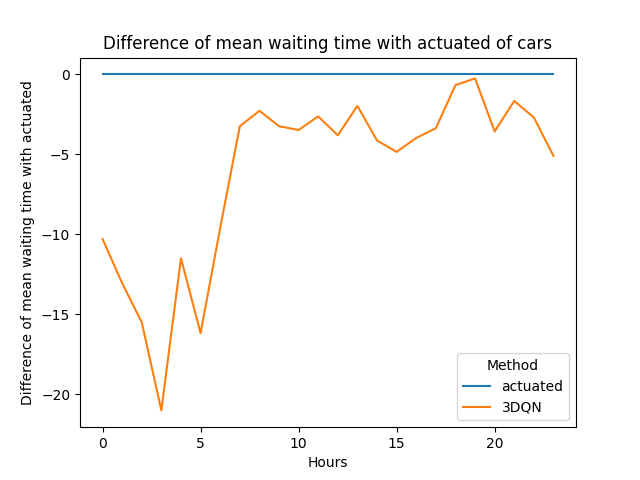 Difference of mean waiting time with actuated of cars
Difference of mean waiting time with actuated
0
−5
−10
−15
−20
0 5 10 15 20
Hours
Method
actuated
3DQN